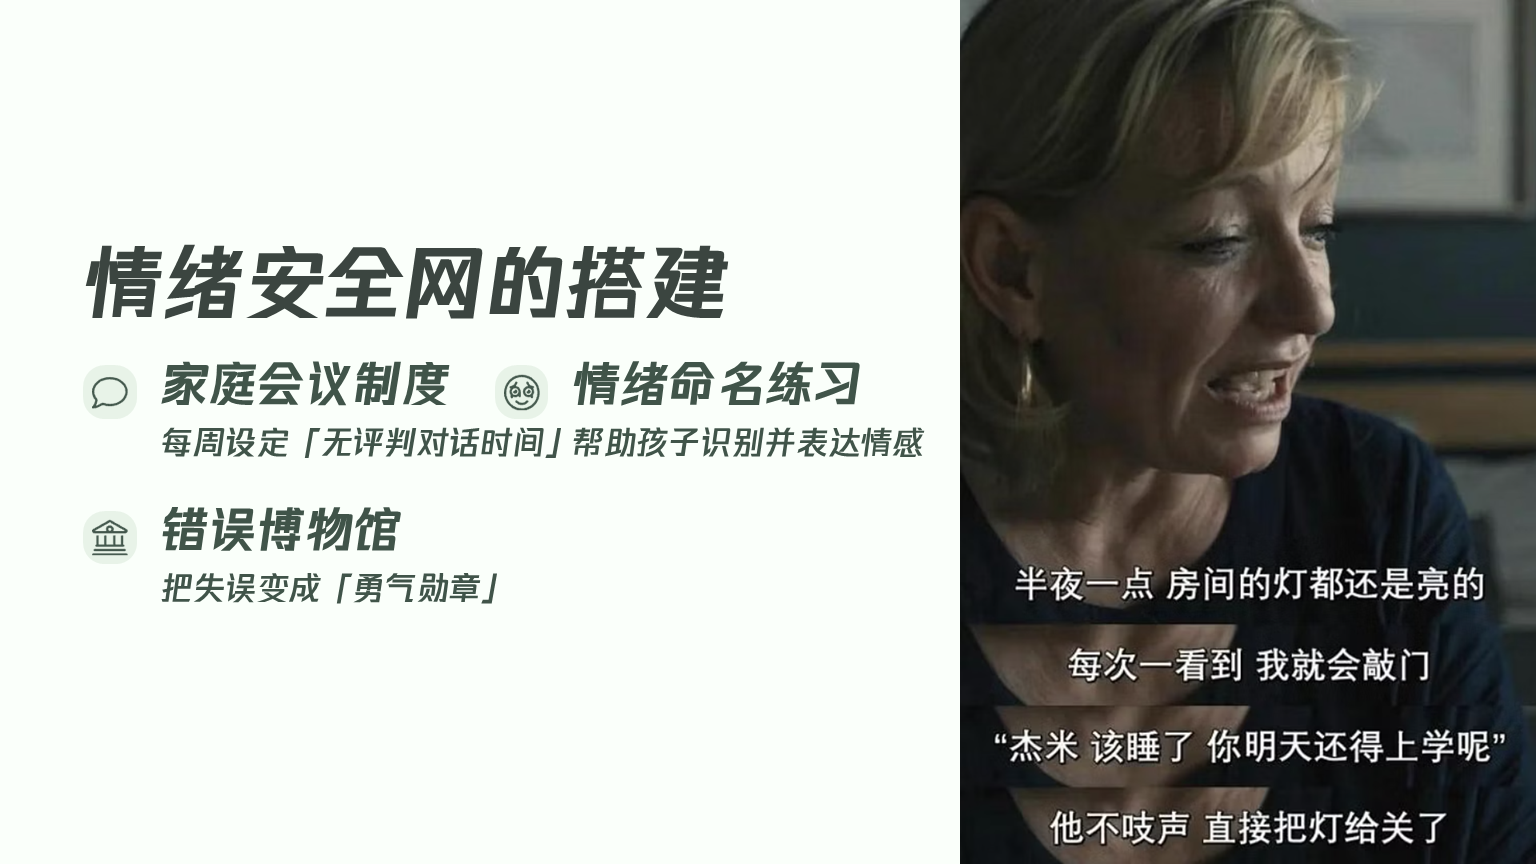 情绪安全网的搭建
家庭会议制度
每周设定「无评判对话时间」
情绪命名练习
帮助孩子识别并表达情感
错误博物馆
把失误变成「勇气勋章」
半夜一点 房间的灯都还是亮的
每次一看到 我就会敲门
“杰米 该睡了 你明天还得上学呢”
他不吱声 直接把灯给关了